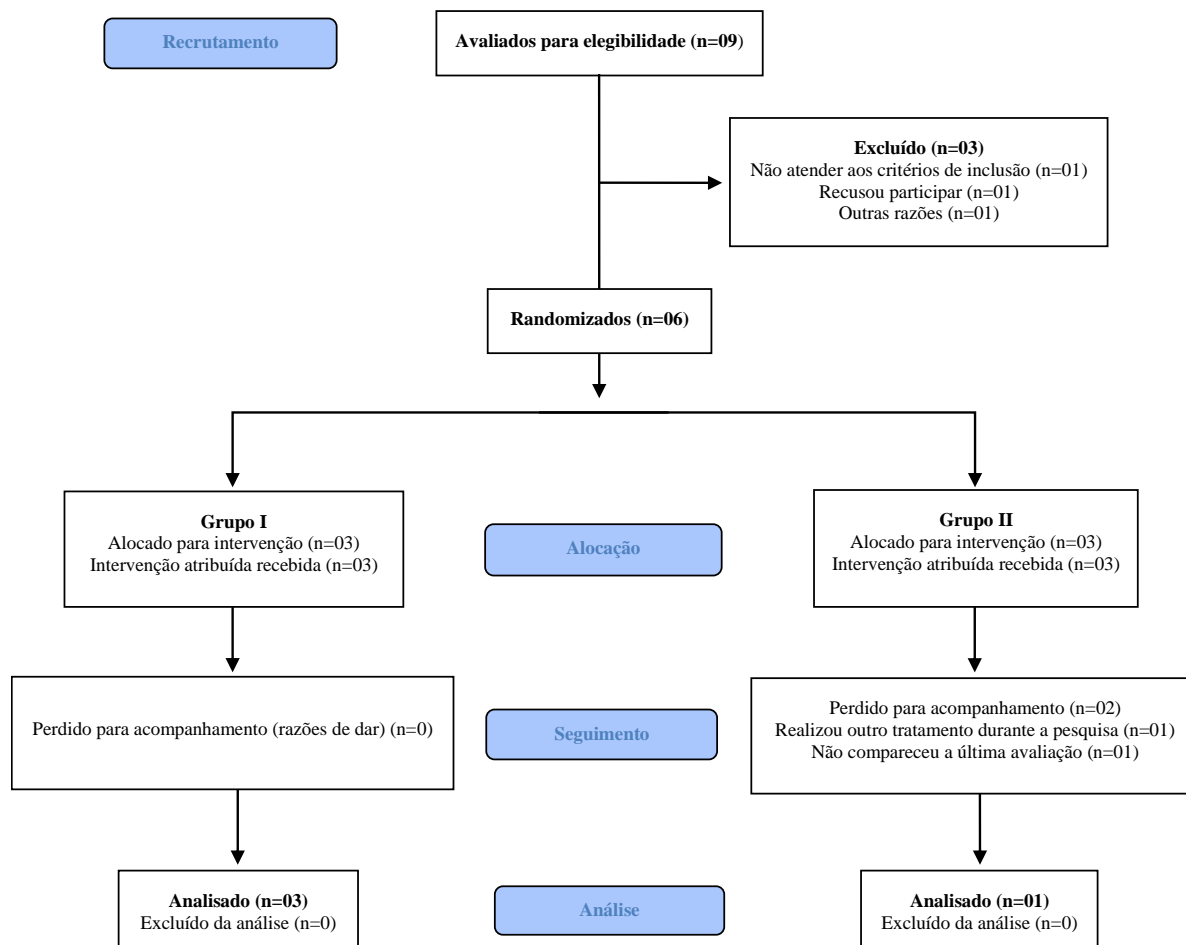 Recrutamento
Avaliados para elegibilidade (n=09)
Excluído (n=03)
Não atender aos critérios de inclusão (n=01)
Recusou participar (n=01)
Outras razões (n=01)
Randomizados (n=06)
Grupo I
Alocado para intervenção (n=03)
Intervenção atribuída recebida (n=03)
Alocação
Grupo II
Alocado para intervenção (n=03)
Intervenção atribuída recebida (n=03)
Perdido para acompanhamento (razões de dar) (n=0)
Seguimento
Perdido para acompanhamento (n=02)
Realizou outro tratamento durante a pesquisa (n=01)
Não compareceu a última avaliação (n=01)
Analisado (n=03)
Excluído da análise (n=0)
Análise
Analisado (n=01)
Excluído da análise (n=0)